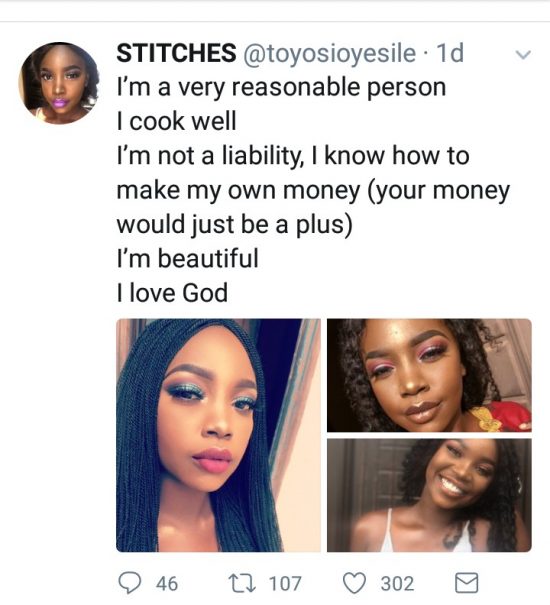 STITCHES @toyosioyesile · 1d
I’m a very reasonable person
I cook well
I’m not a liability, I know how to
make my own money (your money
would just be a plus)
I’m beautiful
I love God
46 107 302